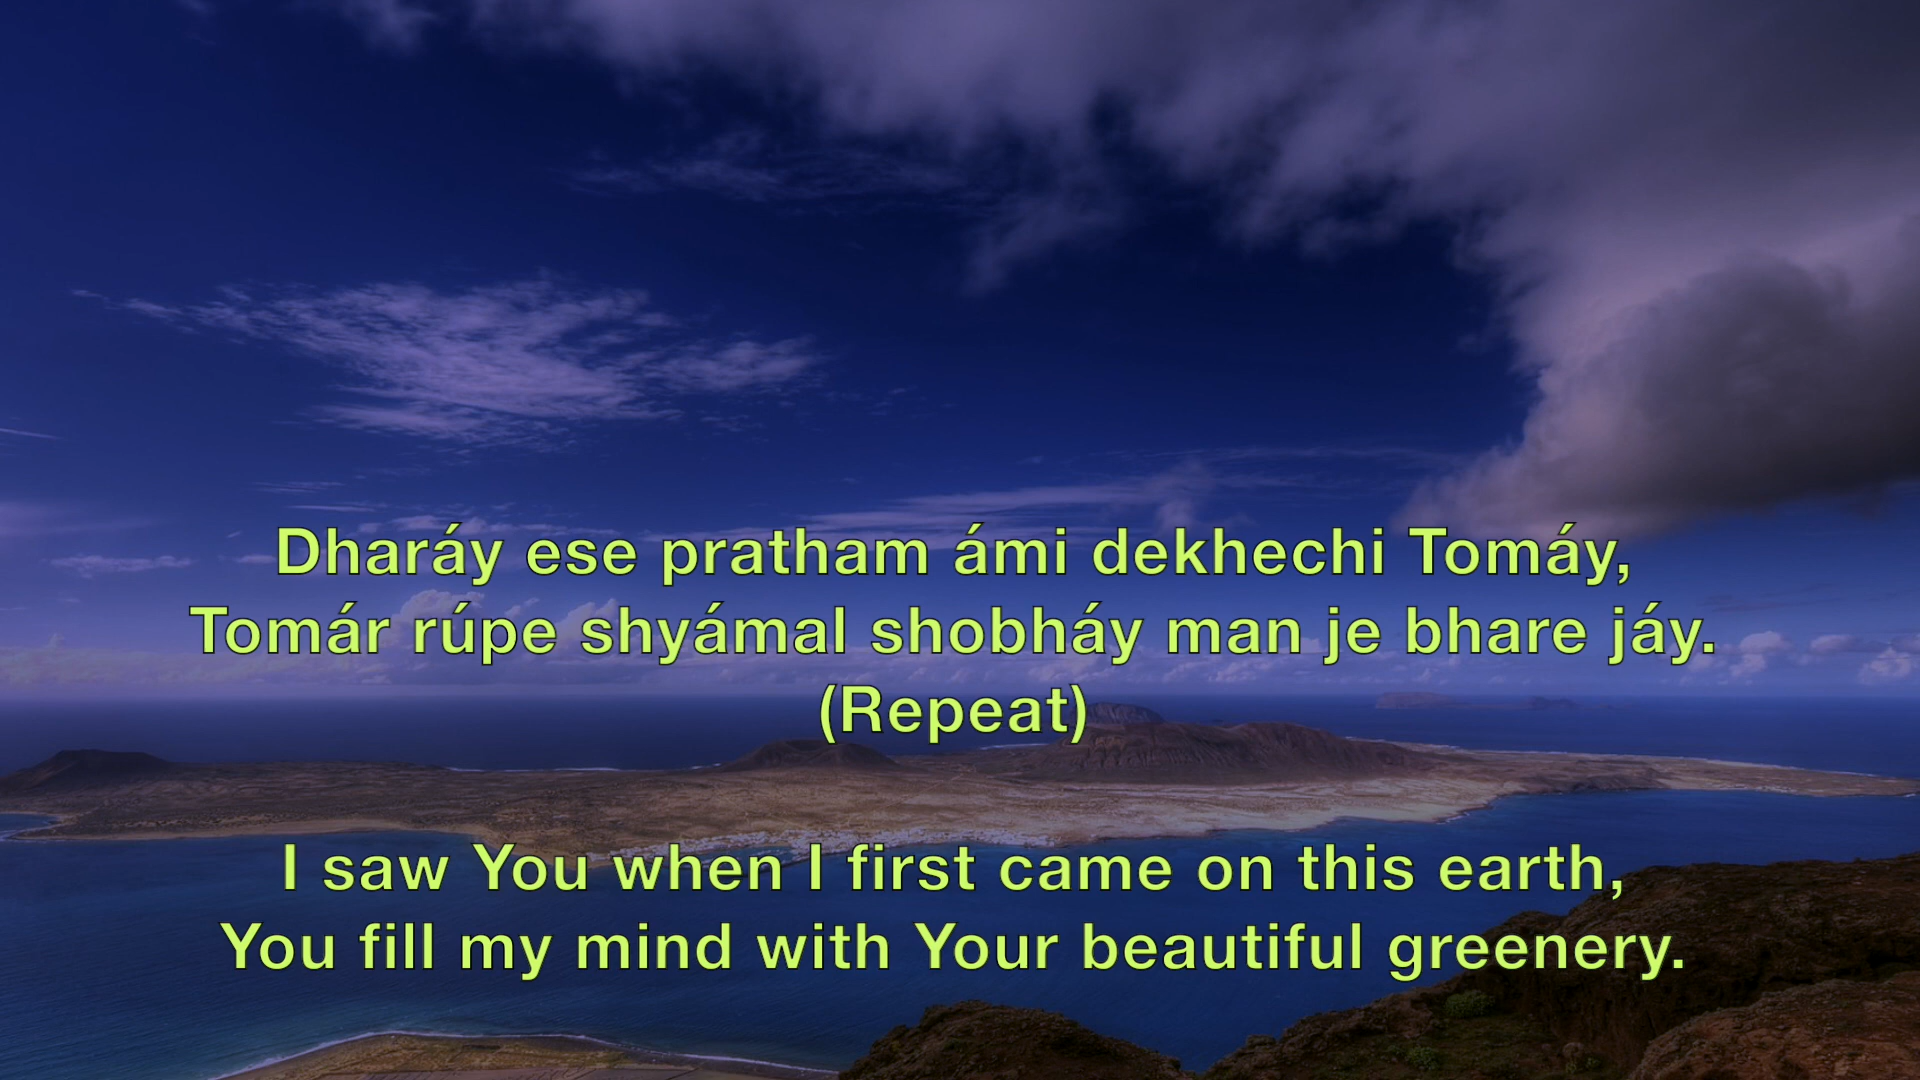 Dharáy ese pratham ámi dekhechi Tomáy,
Tomár rúpe shyámal shobháy man je bhare jáy.
(Repeat)
I saw You when I first came on this earth,
You fill my mind with Your beautiful greenery.